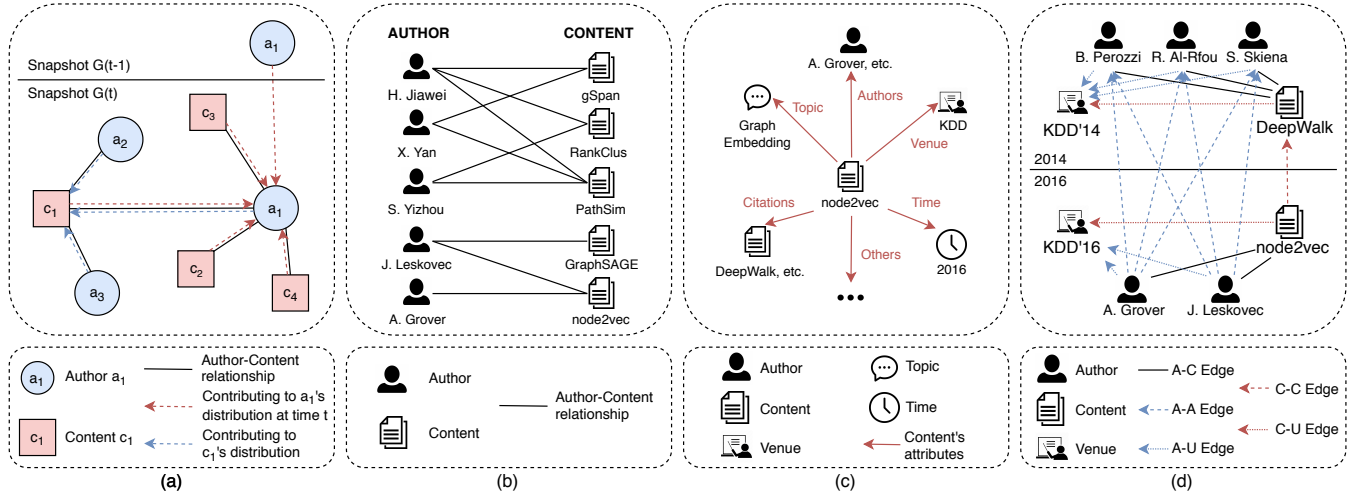 a1
Snapshot G(t-1)
Snapshot G(t)
c3
a2
c1
a1
c2
a3
c4
a1
Author a1
Author-Content
relationship
Contributing to a1's
distribution at time t
c1
Content c1
Contributing to
c1's distribution
(a)
AUTHOR
CONTENT
H. Jiawei
gSpan
X. Yan
RankClus
S. Yizhou
PathSim
J. Leskovec
GraphSAGE
A. Grover
node2vec
Author
Content
Author-Content
relationship
(b)
A. Grover, etc.
Topic
Authors
Graph
Embedding
KDD
Venue
node2vec
Citations
Time
DeepWalk, etc.
2016
Others
Author
Topic
Content
Time
Venue
Content's
attributes
(c)
B. Perozzi
R. Al-Rfou
S. Skiena
KDD'14
DeepWalk
2014
2016
KDD'16
node2vec
A. Grover
J. Leskovec
Author
A-C Edge
C-C Edge
Content
A-A Edge
C-U Edge
Venue
A-U Edge
(d)